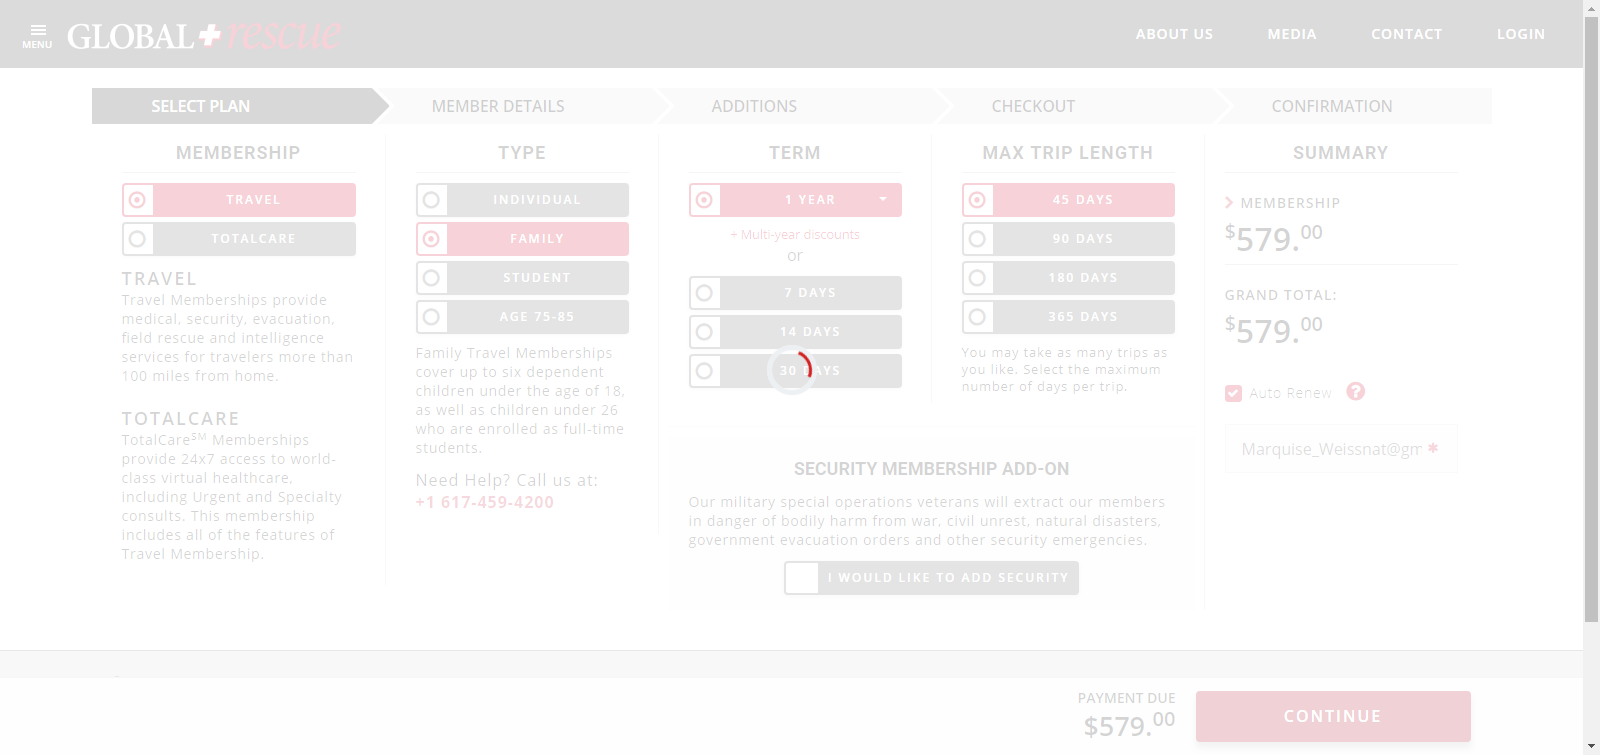 MENU
GLOBAL rescue
ABOUT US
MEDIA
CONTACT
LOGIN
SELECT PLAN
MEMBER DETAILS
ADDITIONS
CHECKOUT
CONFIRMATION
MEMBERSHIP
TRAVEL
TOTALCARE
TRAVEL
Travel Memberships provide
medical, security, evacuation,
field rescue and intelligence
services for travelers more than
100 miles from home.
TOTALCARE
TotalCareSM Memberships
provide 24x7 access to world-
class virtual healthcare,
including Urgent and Specialty
consults. This membership
includes all of the features of
Travel Membership.
TYPE
INDIVIDUAL
FAMILY
STUDENT
AGE 75-85
Family Travel Memberships
cover up to six dependent
children under the age of 18,
as well as children under 26
who are enrolled as full-time
students.
Need Help? Call us at:
+1 617-459-4200
TERM
1 YEAR
+ Multi-year discounts
or
7 DAYS
14 DAYS
30 DAYS
MAX TRIP LENGTH
45 DAYS
90 DAYS
180 DAYS
365 DAYS
You may take as many trips as
you like. Select the maximum
number of days per trip.
SECURITY MEMBERSHIP ADD-ON
Our military special operations veterans will extract our members
in danger of bodily harm from war, civil unrest, natural disasters,
government evacuation orders and other security emergencies.
I WOULD LIKE TO ADD SECURITY
SUMMARY
MEMBERSHIP
$579.00
GRAND TOTAL:
$579.00
Auto Renew ?
Marquise_Weissnat@gm *
PAYMENT DUE
$579.00
CONTINUE